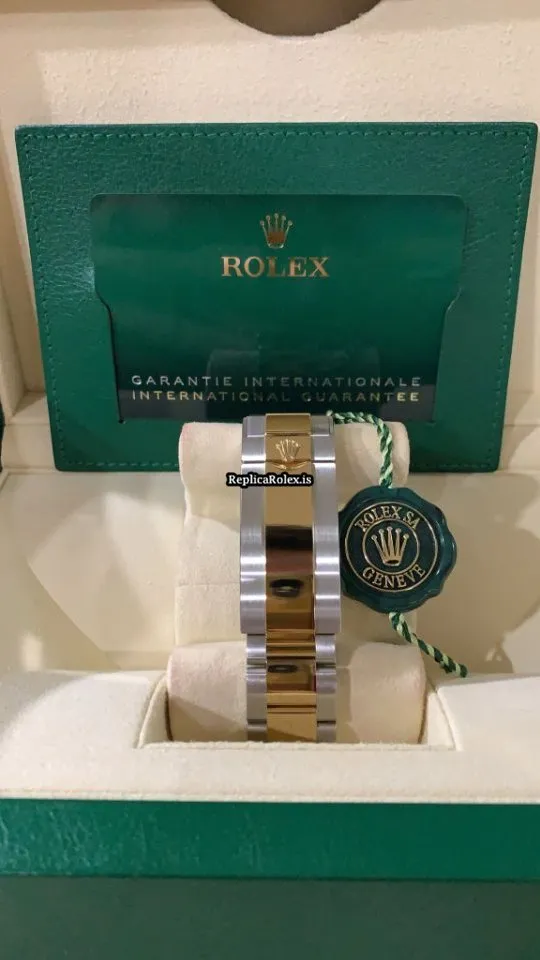 ROLEX
GARANTIE INTERNATIONALE
INTERNATIONAL GUARANTEE
ReplicaRolex.is
ROLEX SA
GENEVE